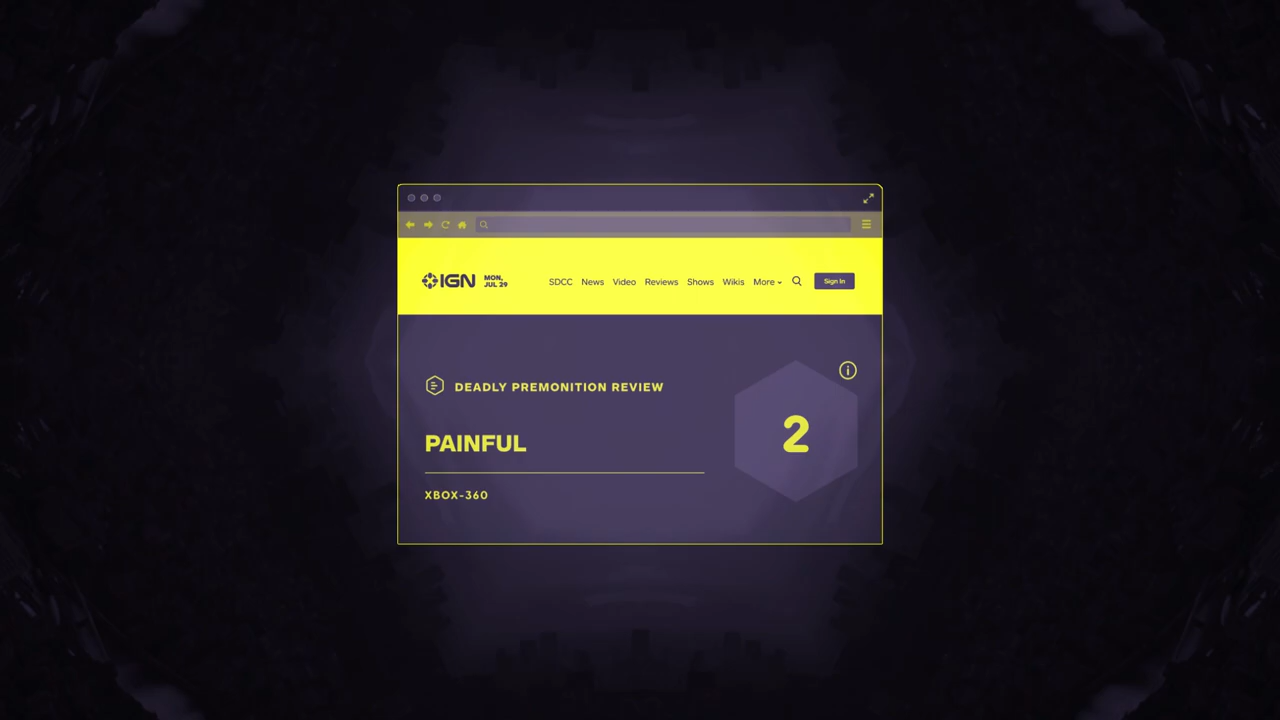 IGN MON,
JUL 29
SDCC News Video Reviews Shows Wikis More Sign In
DEADLY PREMONITION REVIEW
PAINFUL
2
XBOX-360